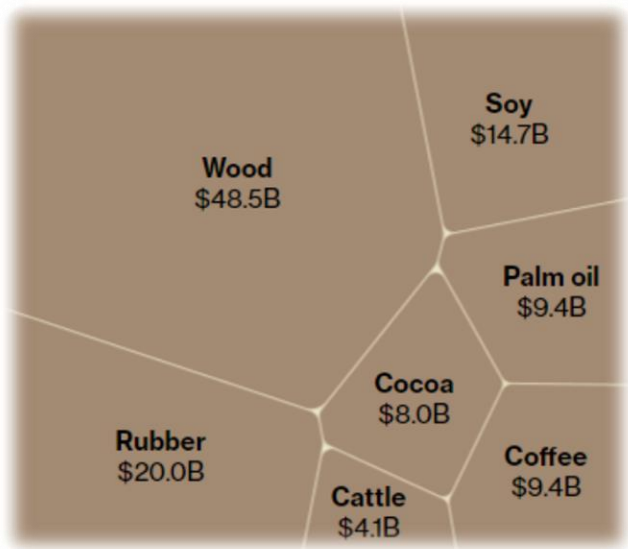 Soy
$14.7B
Wood
$48.5B
Palm oil
$9.4B
Cocoa
$8.0B
Rubber
$20.0B
Coffee
$9.4B
Cattle
$4.1B